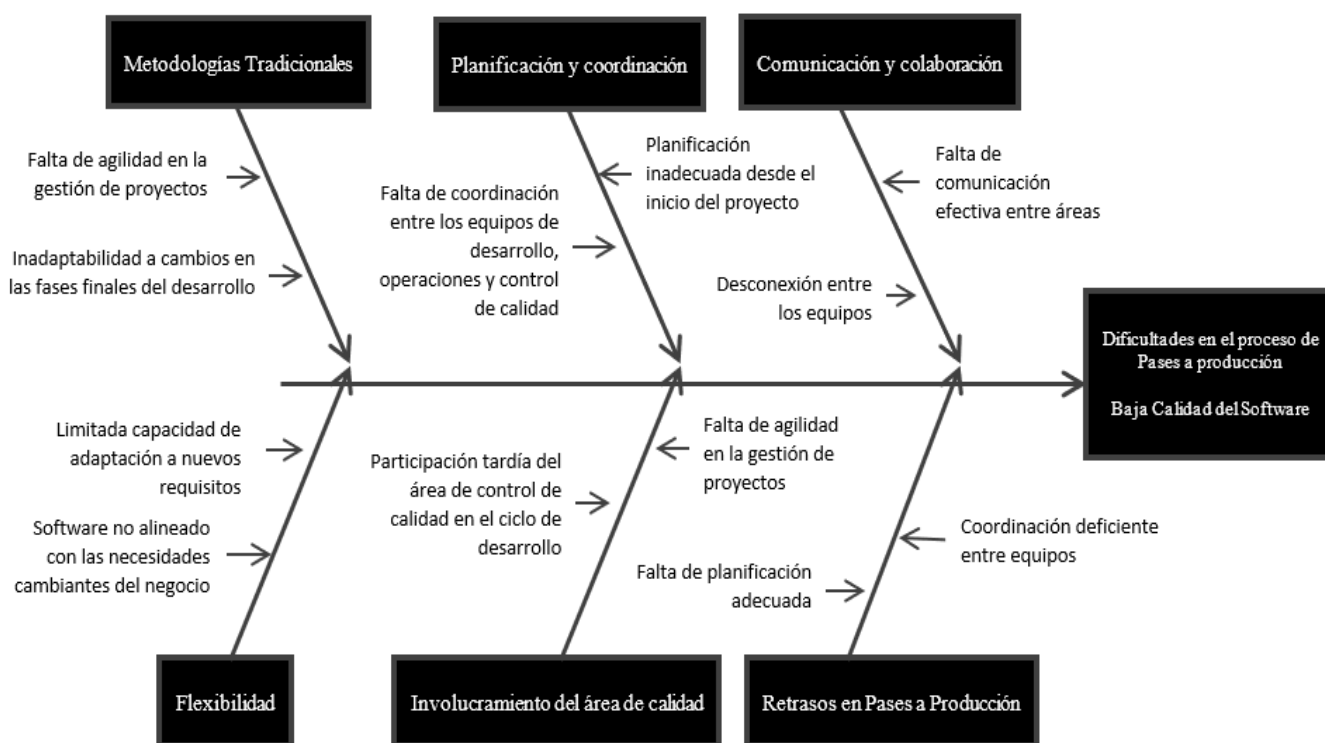 Metodologías Tradicionales
Planificación y coordinación
Comunicación y colaboración
Falta de agilidad en la
gestión de proyectos
Inadaptabilidad a cambios en
las fases finales del desarrollo
Planificación
inadecuada desde el
inicio del proyecto
Falta de coordinación
entre los equipos de
desarrollo,
operaciones y control
de calidad
Falta de
comunicación
efectiva entre áreas
Desconexión entre
los equipos
Dificultades en el proceso de
Pases a producción
Baja Calidad del Software
Limitada capacidad de
adaptación a nuevos
requisitos
Software no alineado
con las necesidades
cambiantes del negocio
Falta de agilidad
en la gestión de
proyectos
Participación tardía del
área de control de
calidad en el ciclo de
desarrollo
Coordinación deficiente
entre equipos
Falta de planificación
adecuada
Flexibilidad
Involucramiento del área de calidad
Retrasos en Pases a Producción